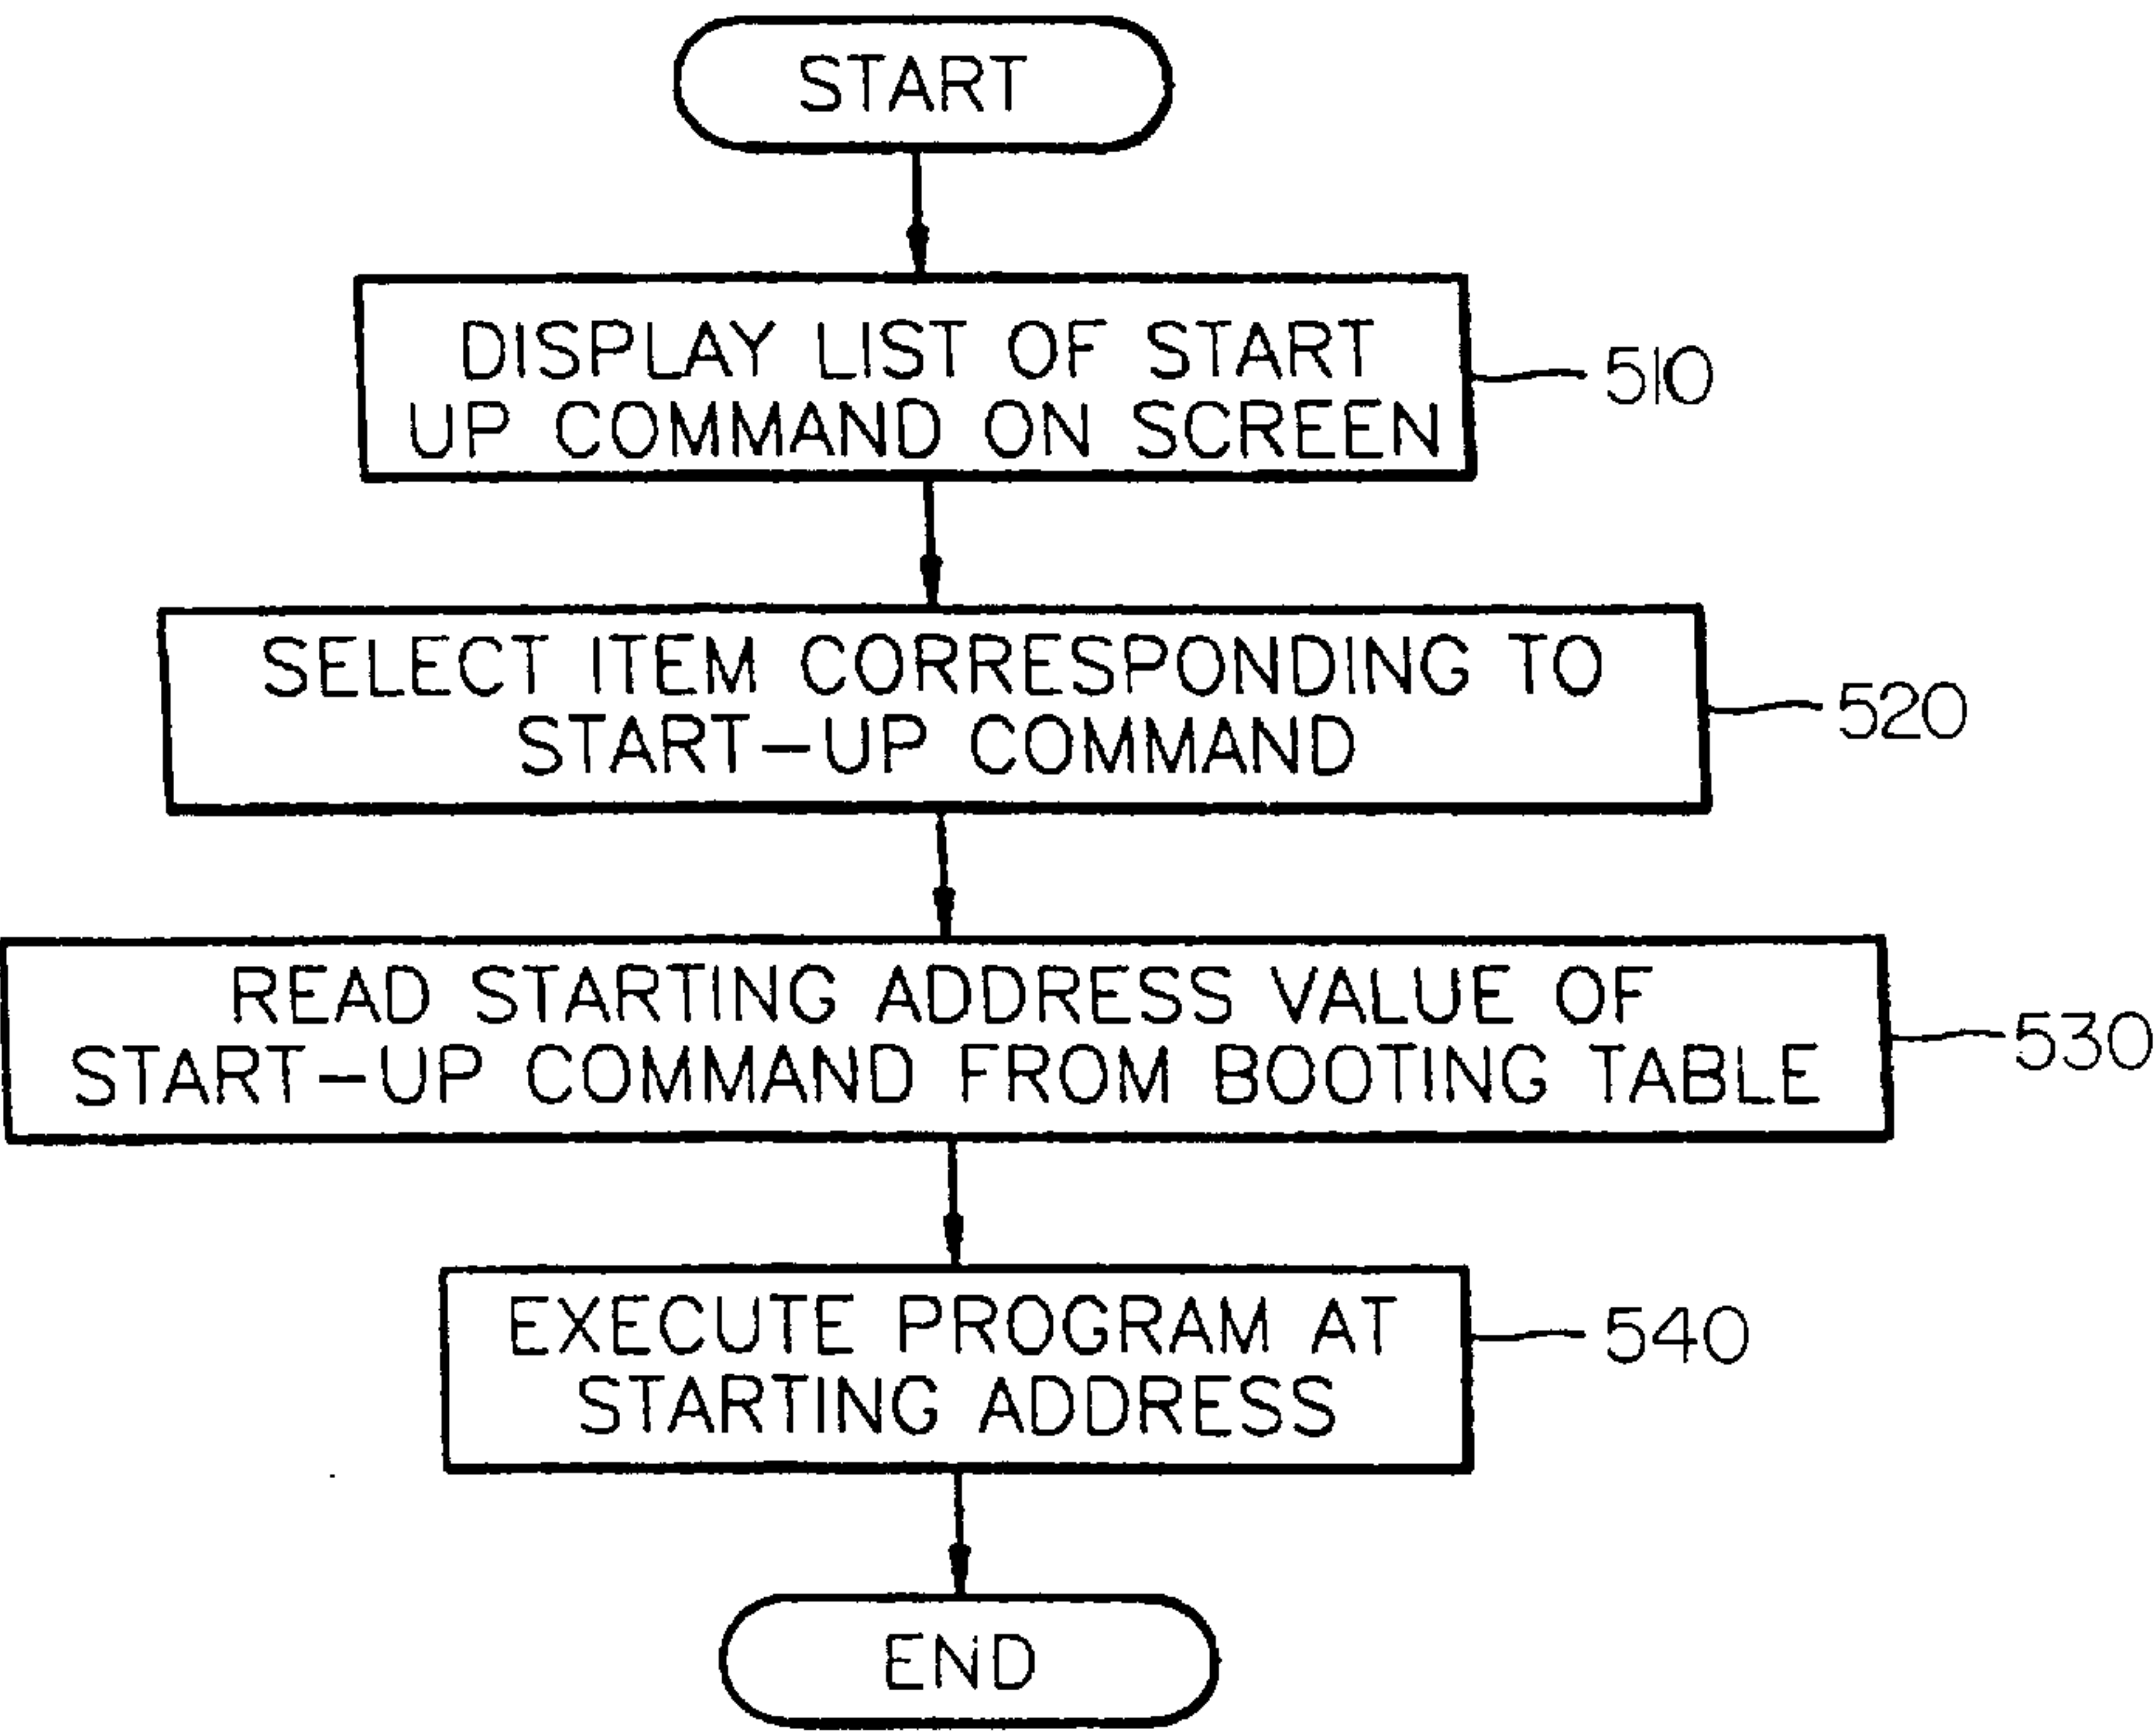 START
DISPLAY LIST OF START
UP COMMAND ON SCREEN
510
SELECT ITEM CORRESPONDING TO
START-UP COMMAND
520
READ STARTING ADDRESS VALUE OF
START-UP COMMAND FROM BOOTING TABLE
530
EXECUTE PROGRAM AT
STARTING ADDRESS
540
END